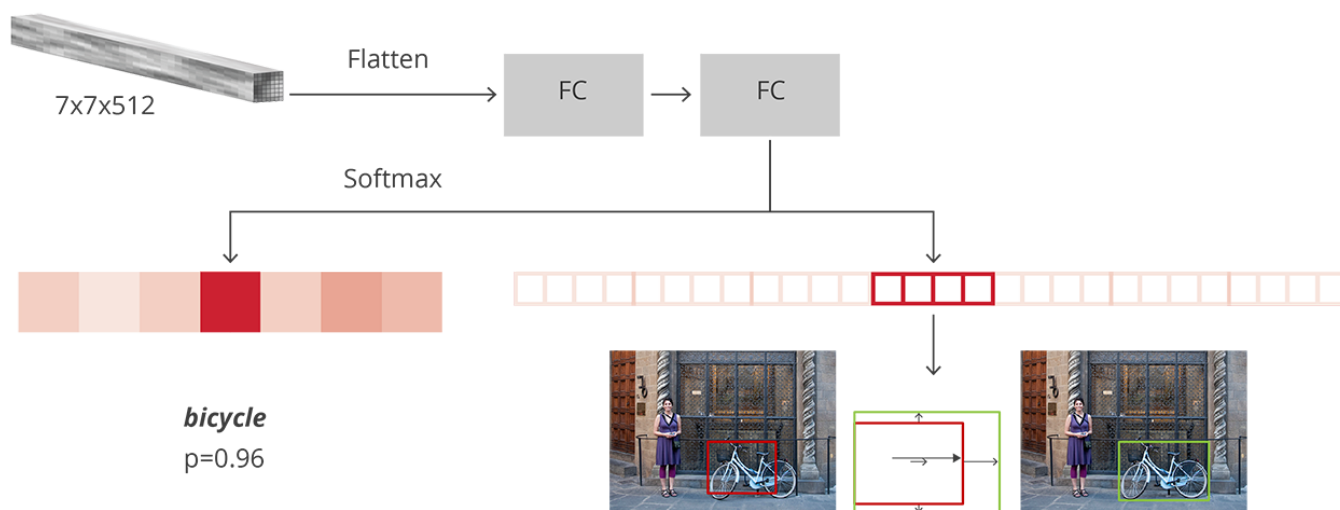 Flatten
7x7x512
FC
FC
Softmax
bicycle
p=0.96